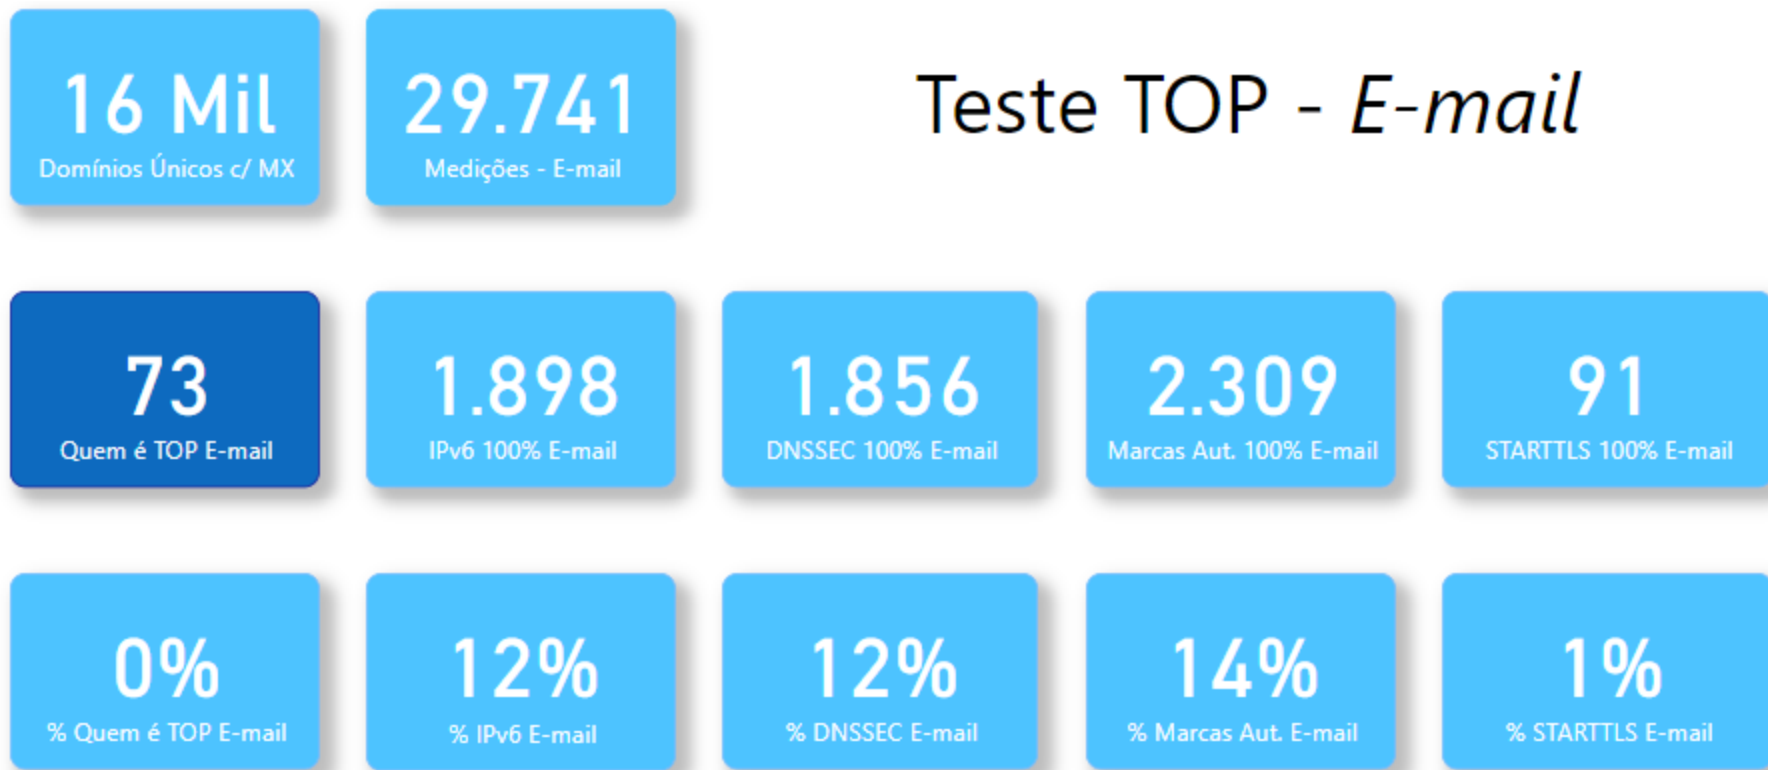 16 Mil
Domínios Únicos c/ MX
29.741
Medições - E-mail
Teste TOP - E-mail
73
Quem é TOP E-mail
1.898
IPv6 100% E-mail
1.856
DNSSEC 100% E-mail
2.309
Marcas Aut. 100% E-mail
91
STARTTLS 100% E-mail
0%
% Quem é TOP E-mail
12%
% IPv6 E-mail
12%
% DNSSEC E-mail
14%
% Marcas Aut. E-mail
1%
% STARTTLS E-mail